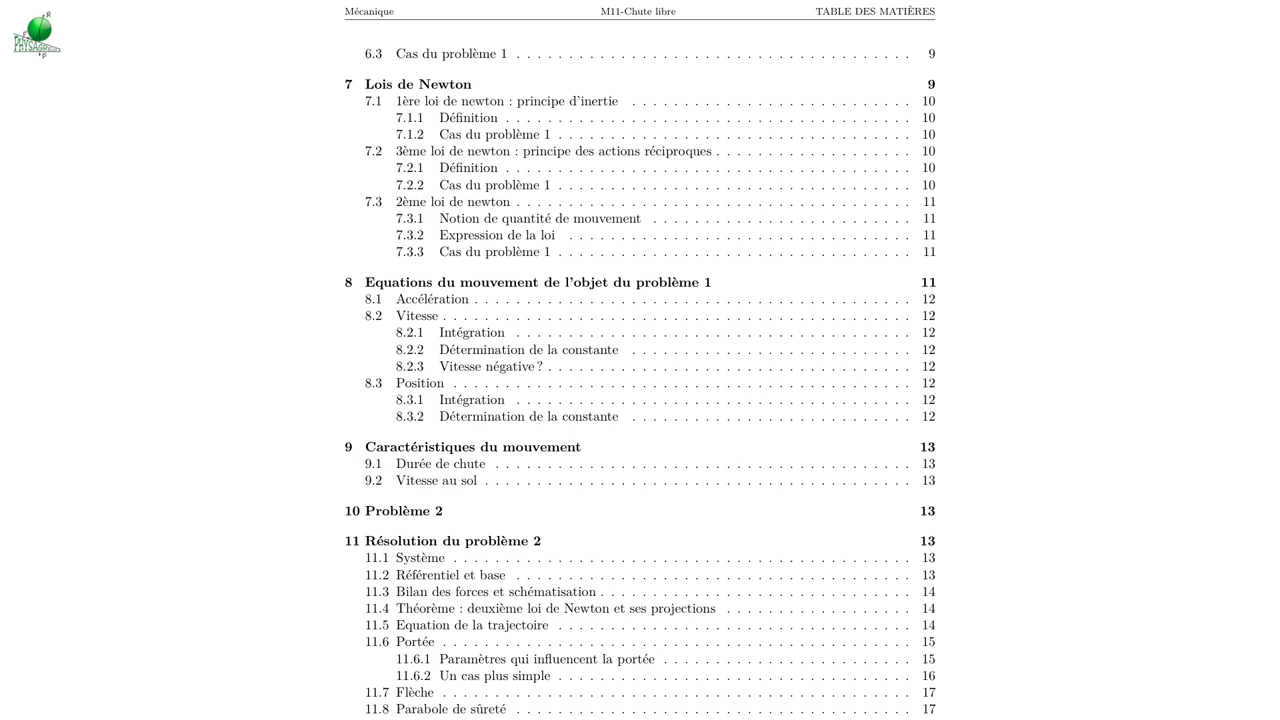 Mécanique M11-Chute libre TABLE DES MATIÈRES
6.3 Cas du problème 1 . . . . . . . . . . . . . . . . . . . . 9
7 Lois de Newton 9
7.1 1ère loi de newton : principe d'inertie . . . . . . . . . . . . . . . . . . . . 10
7.1.1 Définition . . . . . . . . . . . . . . . . . . . . 10
7.1.2 Cas du problème 1 . . . . . . . . . . . . . . . . . . . . 10
7.2 3ème loi de newton : principe des actions réciproques . . . . . . . . . . . . . . . 10
7.2.1 Définition . . . . . . . . . . . . . . . . . . . . 10
7.2.2 Cas du problème 1 . . . . . . . . . . . . . . . . . . . . 10
7.3 2ème loi de newton . . . . . . . . . . . . . . . . . . . . 11
7.3.1 Notion de quantité de mouvement . . . . . . . . . . . . . . . . . . . . 11
7.3.2 Expression de la loi . . . . . . . . . . . . . . . . . . . . 11
7.3.3 Cas du problème 1 . . . . . . . . . . . . . . . . . . . . 11
8 Equations du mouvement de l'objet du problème 1 11
8.1 Accélération . . . . . . . . . . . . . . . . . . . . 12
8.2 Vitesse . . . . . . . . . . . . . . . . . . . . 12
8.2.1 Intégration . . . . . . . . . . . . . . . . . . . . 12
8.2.2 Détermination de la constante . . . . . . . . . . . . . . . . . . . . 12
8.2.3 Vitesse négative ? . . . . . . . . . . . . . . . . . . . . 12
8.3 Position . . . . . . . . . . . . . . . . . . . . 12
8.3.1 Intégration . . . . . . . . . . . . . . . . . . . . 12
8.3.2 Détermination de la constante . . . . . . . . . . . . . . . . . . . . 12
9 Caractéristiques du mouvement 13
9.1 Durée de chute . . . . . . . . . . . . . . . . . . . . 13
9.2 Vitesse au sol . . . . . . . . . . . . . . . . . . . . 13
10 Problème 2 13
11 Résolution du problème 2 13
11.1 Système . . . . . . . . . . . . . . . . . . . . 13
11.2 Référentiel et base . . . . . . . . . . . . . . . . . . . . 13
11.3 Bilan des forces et schématisation . . . . . . . . . . . . . . . . . . . . 14
11.4 Théorème : deuxième loi de Newton et ses projections . . . . . . . . . . . . . . 14
11.5 Equation de la trajectoire . . . . . . . . . . . . . . . . . . . . 14
11.6 Portée . . . . . . . . . . . . . . . . . . . . 15
11.6.1 Paramètres qui influencent la portée . . . . . . . . . . . . . . . . . . . 15
11.6.2 Un cas plus simple . . . . . . . . . . . . . . . . . . . . 16
11.7 Flèche . . . . . . . . . . . . . . . . . . . . 17
11.8 Parabole de sûreté . . . . . . . . . . . . . . . . . . . . 17